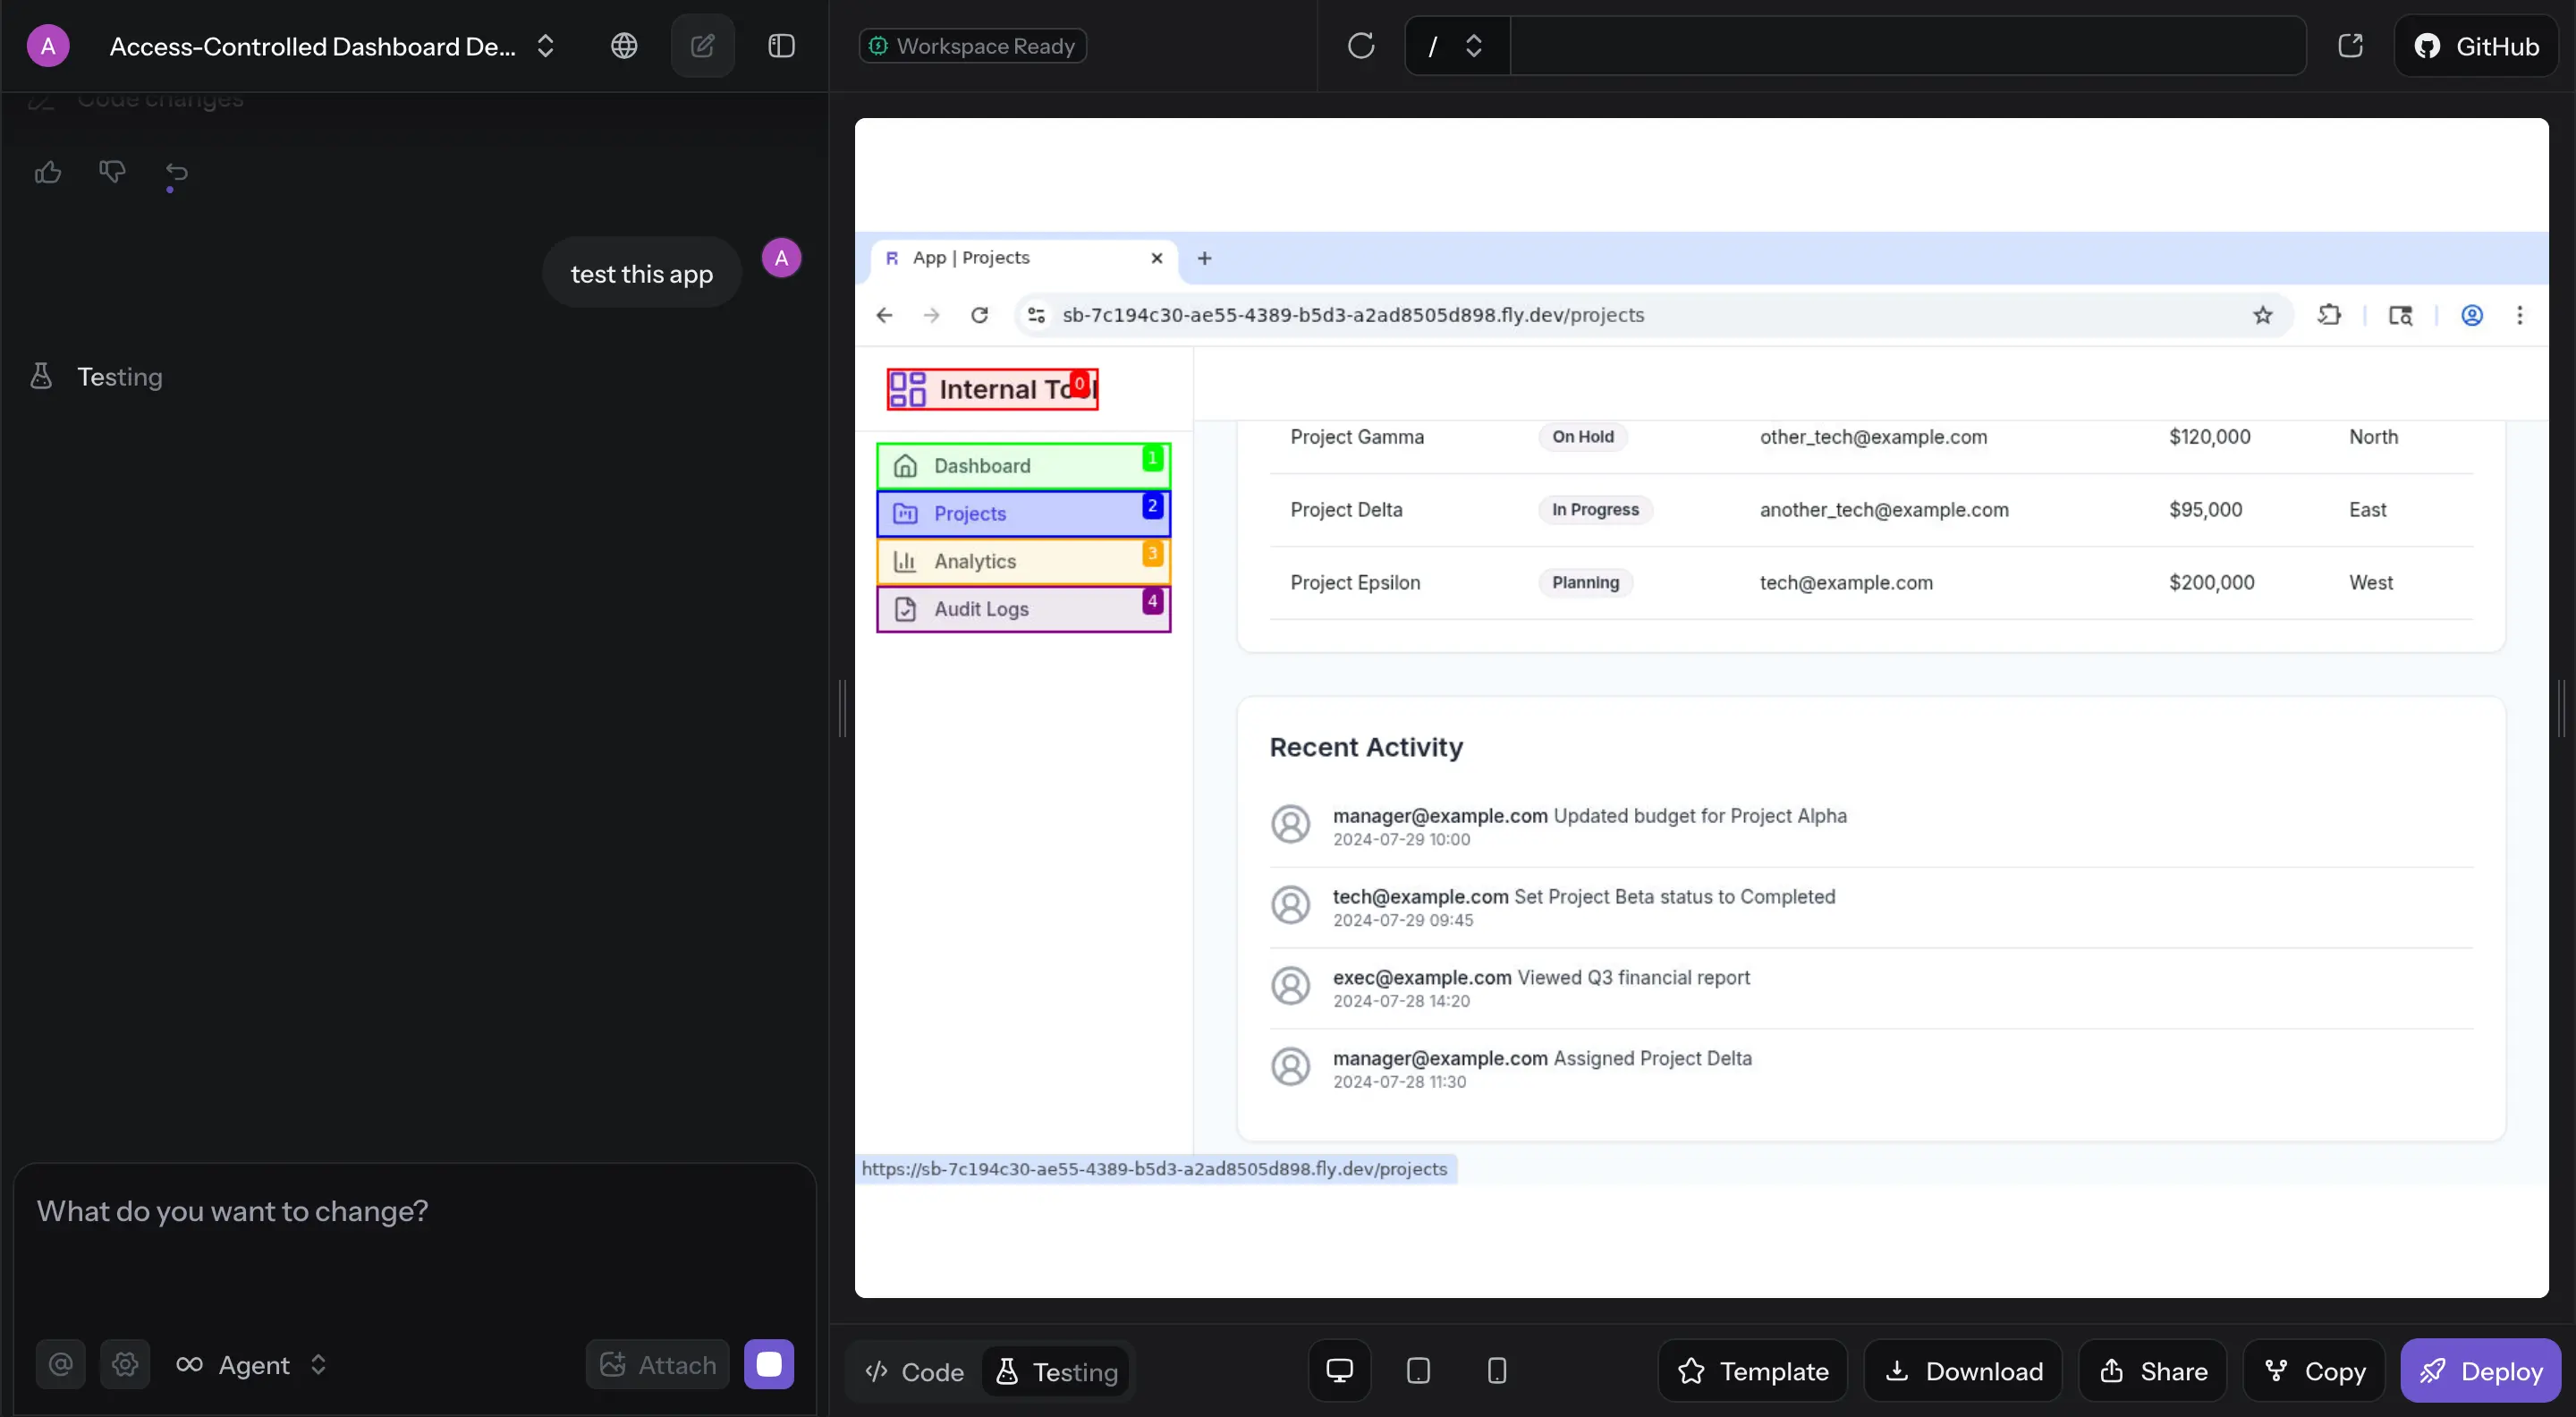 A
Access-Controlled Dashboard De...
Workspace Ready
/
GitHub
Code changes
test this app
A
Testing
What do you want to change?
@
Agent
Attach
App | Projects
sb-7c194c30-ae55-4389-b5d3-a2ad8505d898.fly.dev/projects
Internal Tool
0
Dashboard
1
Projects
2
Analytics
3
Audit Logs
4
Project Gamma On Hold other_tech@example.com $120,000 North
Project Delta In Progress another_tech@example.com $95,000 East
Project Epsilon Planning tech@example.com $200,000 West
Recent Activity
manager@example.com Updated budget for Project Alpha
2024-07-29 10:00
tech@example.com Set Project Beta status to Completed
2024-07-29 09:45
exec@example.com Viewed Q3 financial report
2024-07-28 14:20
manager@example.com Assigned Project Delta
2024-07-28 11:30
https://sb-7c194c30-ae55-4389-b5d3-a2ad8505d898.fly.dev/projects
Code
Testing
Template
Download
Share
Copy
Deploy